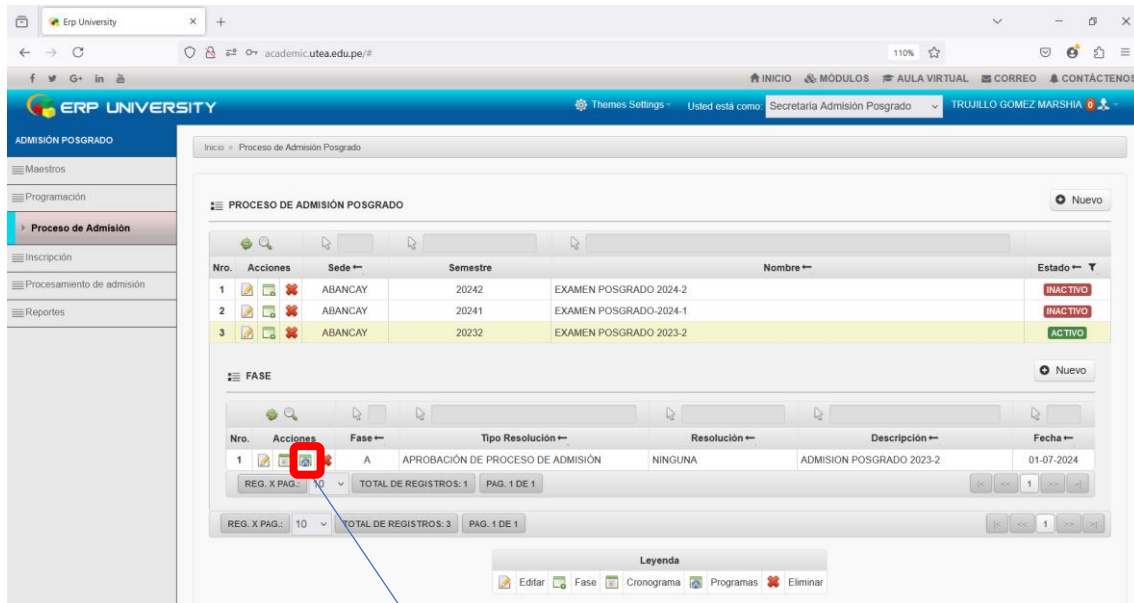 Erp University
academic.utea.edu.pe/# 110%
INICIO MÓDULOS AULA VIRTUAL CORREO CONTÁCTENOS
ERP UNIVERSITY Themes Settings Usted está como: Secretaria Admisión Posgrado TRUJILLO GOMEZ MARSHIA 0
ADMISIÓN POSGRADO
Inicio » Proceso de Admisión Posgrado
Maestros
Programación
Proceso de Admisión
Inscripción
Procesamiento de admisión
Reportes
PROCESO DE ADMISIÓN POSGRADO Nuevo
Nro. Acciones Sede Semestre Nombre Estado
1 ABANCAY 20242 EXAMEN POSGRADO 2024-2 INACTIVO
2 ABANCAY 20241 EXAMEN POSGRADO-2024-1 INACTIVO
3 ABANCAY 20232 EXAMEN POSGRADO 2023-2 ACTIVO
FASE Nuevo
Nro. Acciones Fase Tipo Resolución Resolución Descripción Fecha
1 A APROBACIÓN DE PROCESO DE ADMISIÓN NINGUNA ADMISION POSGRADO 2023-2 01-07-2024
REG. X PAG.: 10 TOTAL DE REGISTROS: 1 PAG. 1 DE 1 |< << 1 >> >|
REG. X PAG.: 10 TOTAL DE REGISTROS: 3 PAG. 1 DE 1 |< << 1 >> >|
Leyenda
Editar Fase Cronograma Programas Eliminar